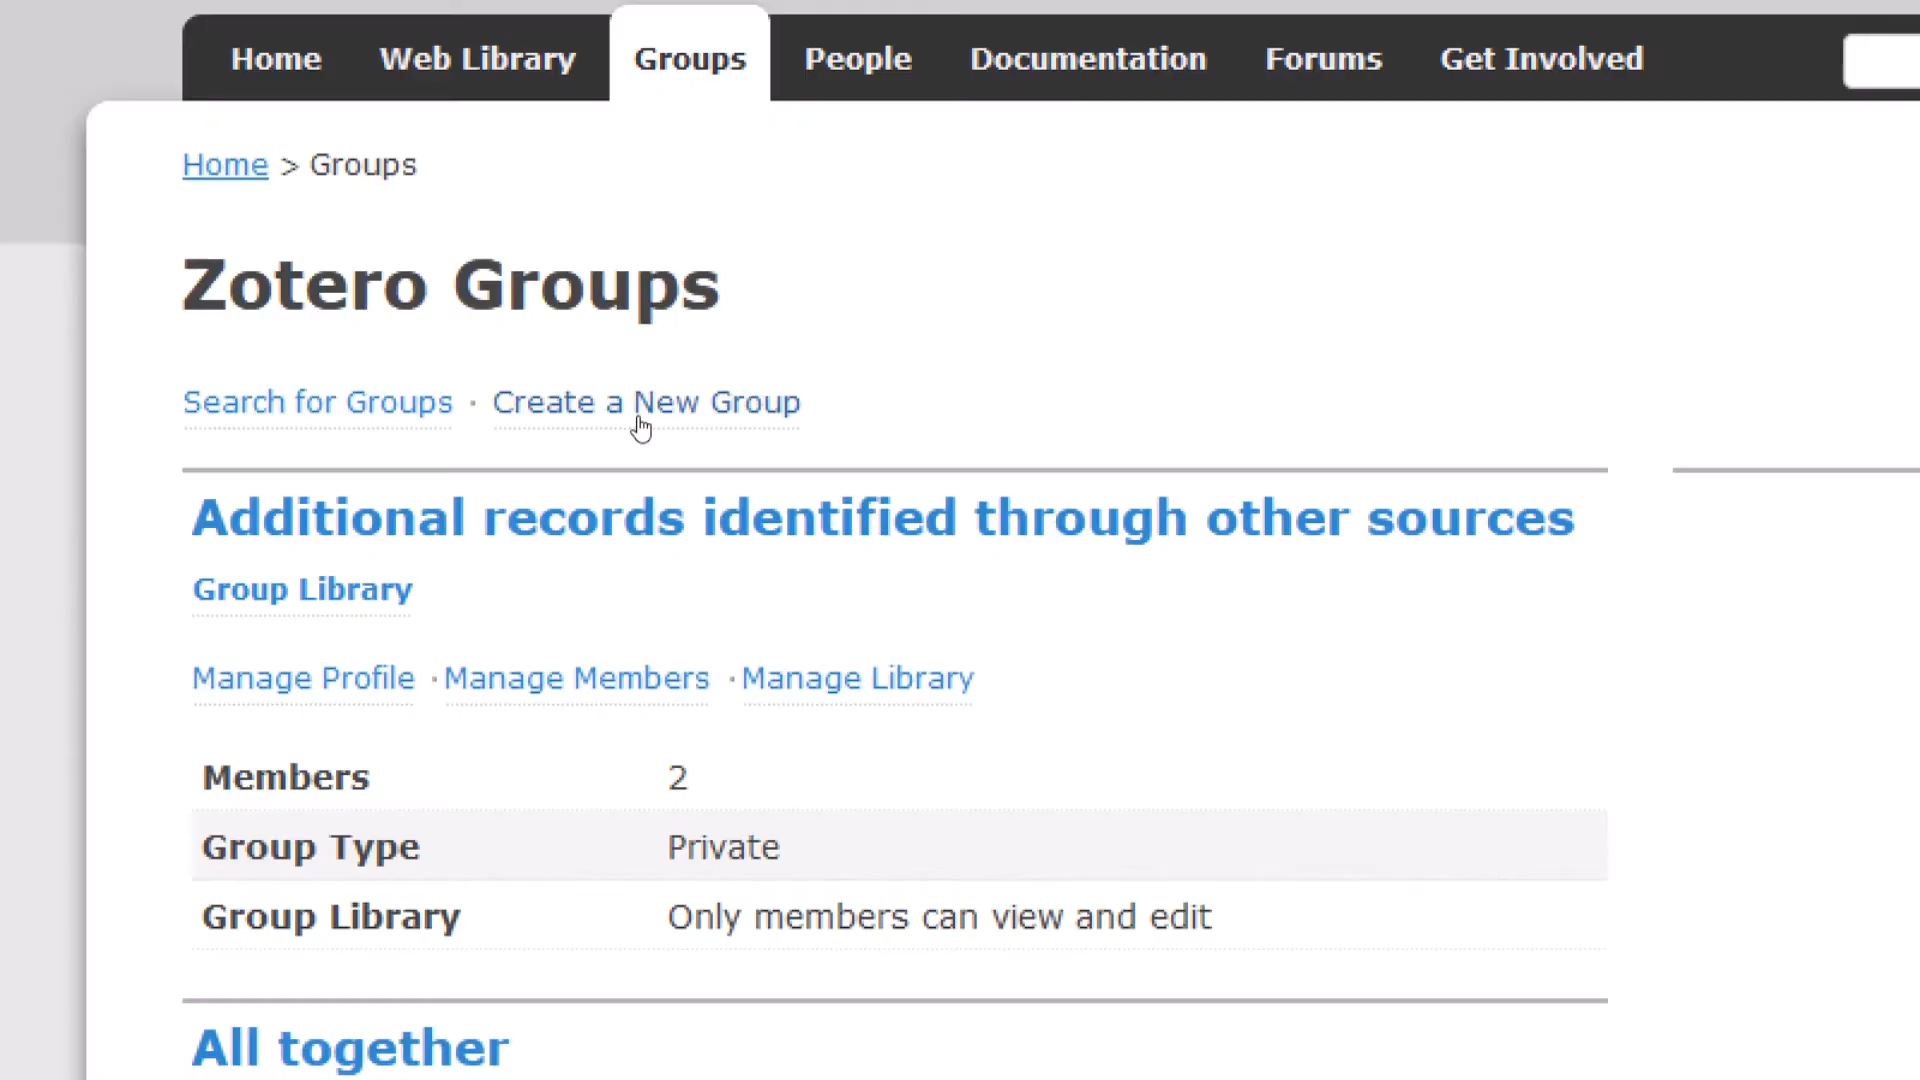 Home Web Library Groups People Documentation Forums Get Involved
Home > Groups
Zotero Groups
Search for Groups · Create a New Group
Additional records identified through other sources
Group Library
Manage Profile · Manage Members · Manage Library
Members 2
Group Type Private
Group Library Only members can view and edit
All together